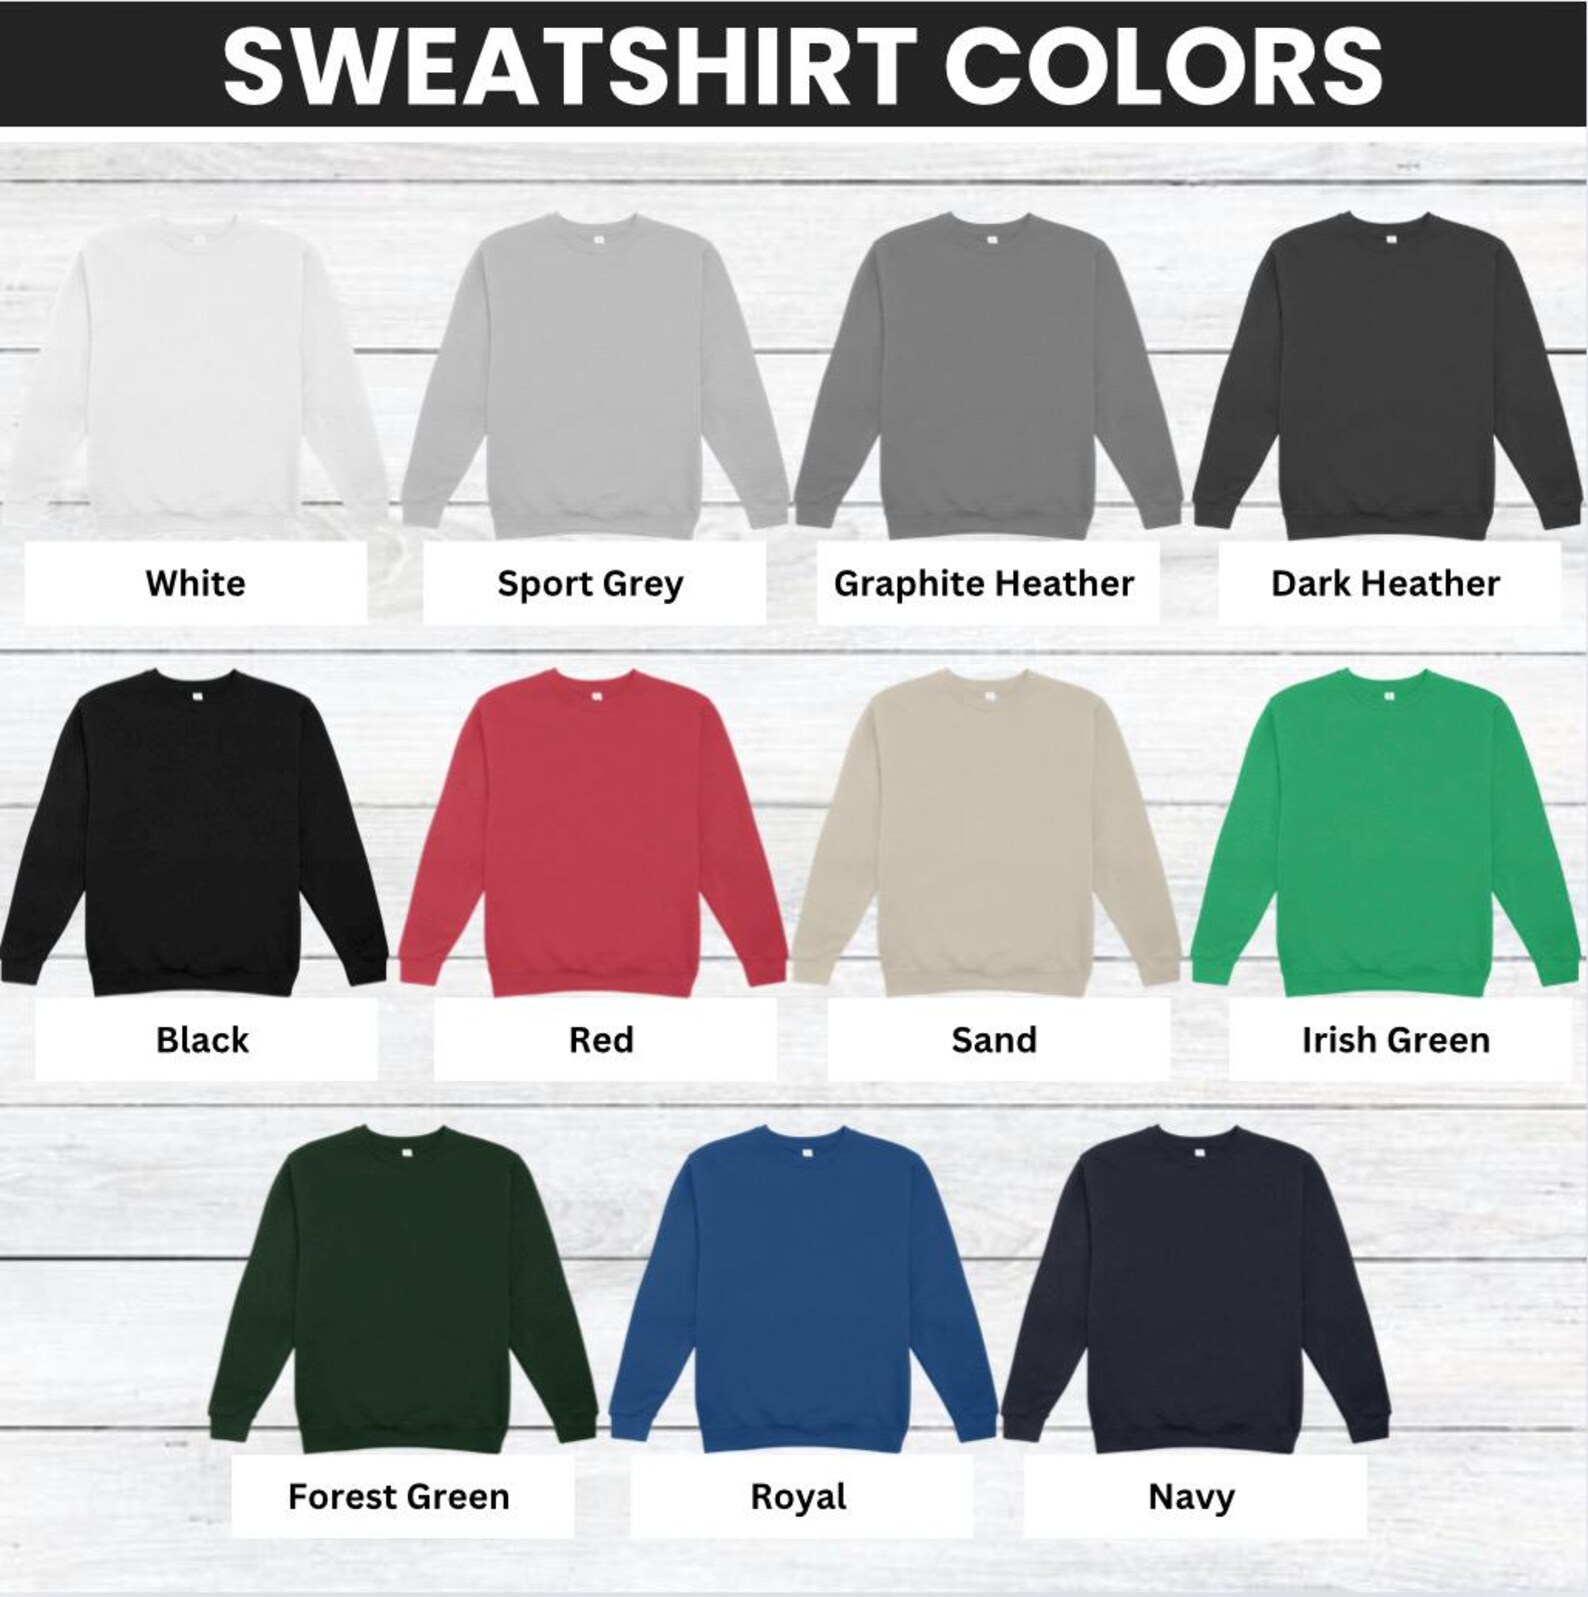 SWEATSHIRT COLORS
White
Sport Grey
Graphite Heather
Dark Heather
Black
Red
Sand
Irish Green
Forest Green
Royal
Navy